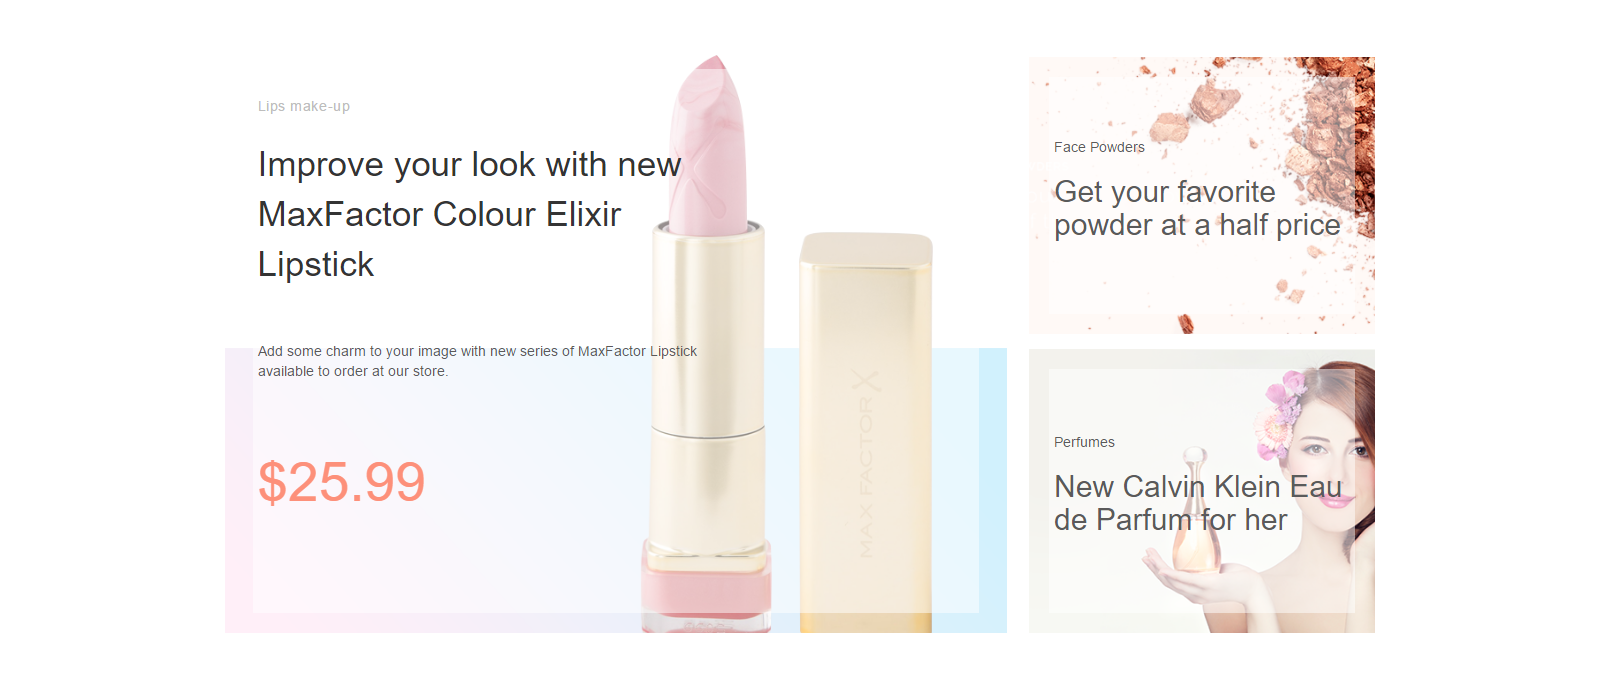 Lips make-up
Improve your look with new
MaxFactor Colour Elixir
Lipstick
Add some charm to your image with new series of MaxFactor Lipstick
available to order at our store.
$25.99
MAX FACTOR X
Face Powders
Get your favorite
powder at a half price
Perfumes
New Calvin Klein Eau
de Parfum for her